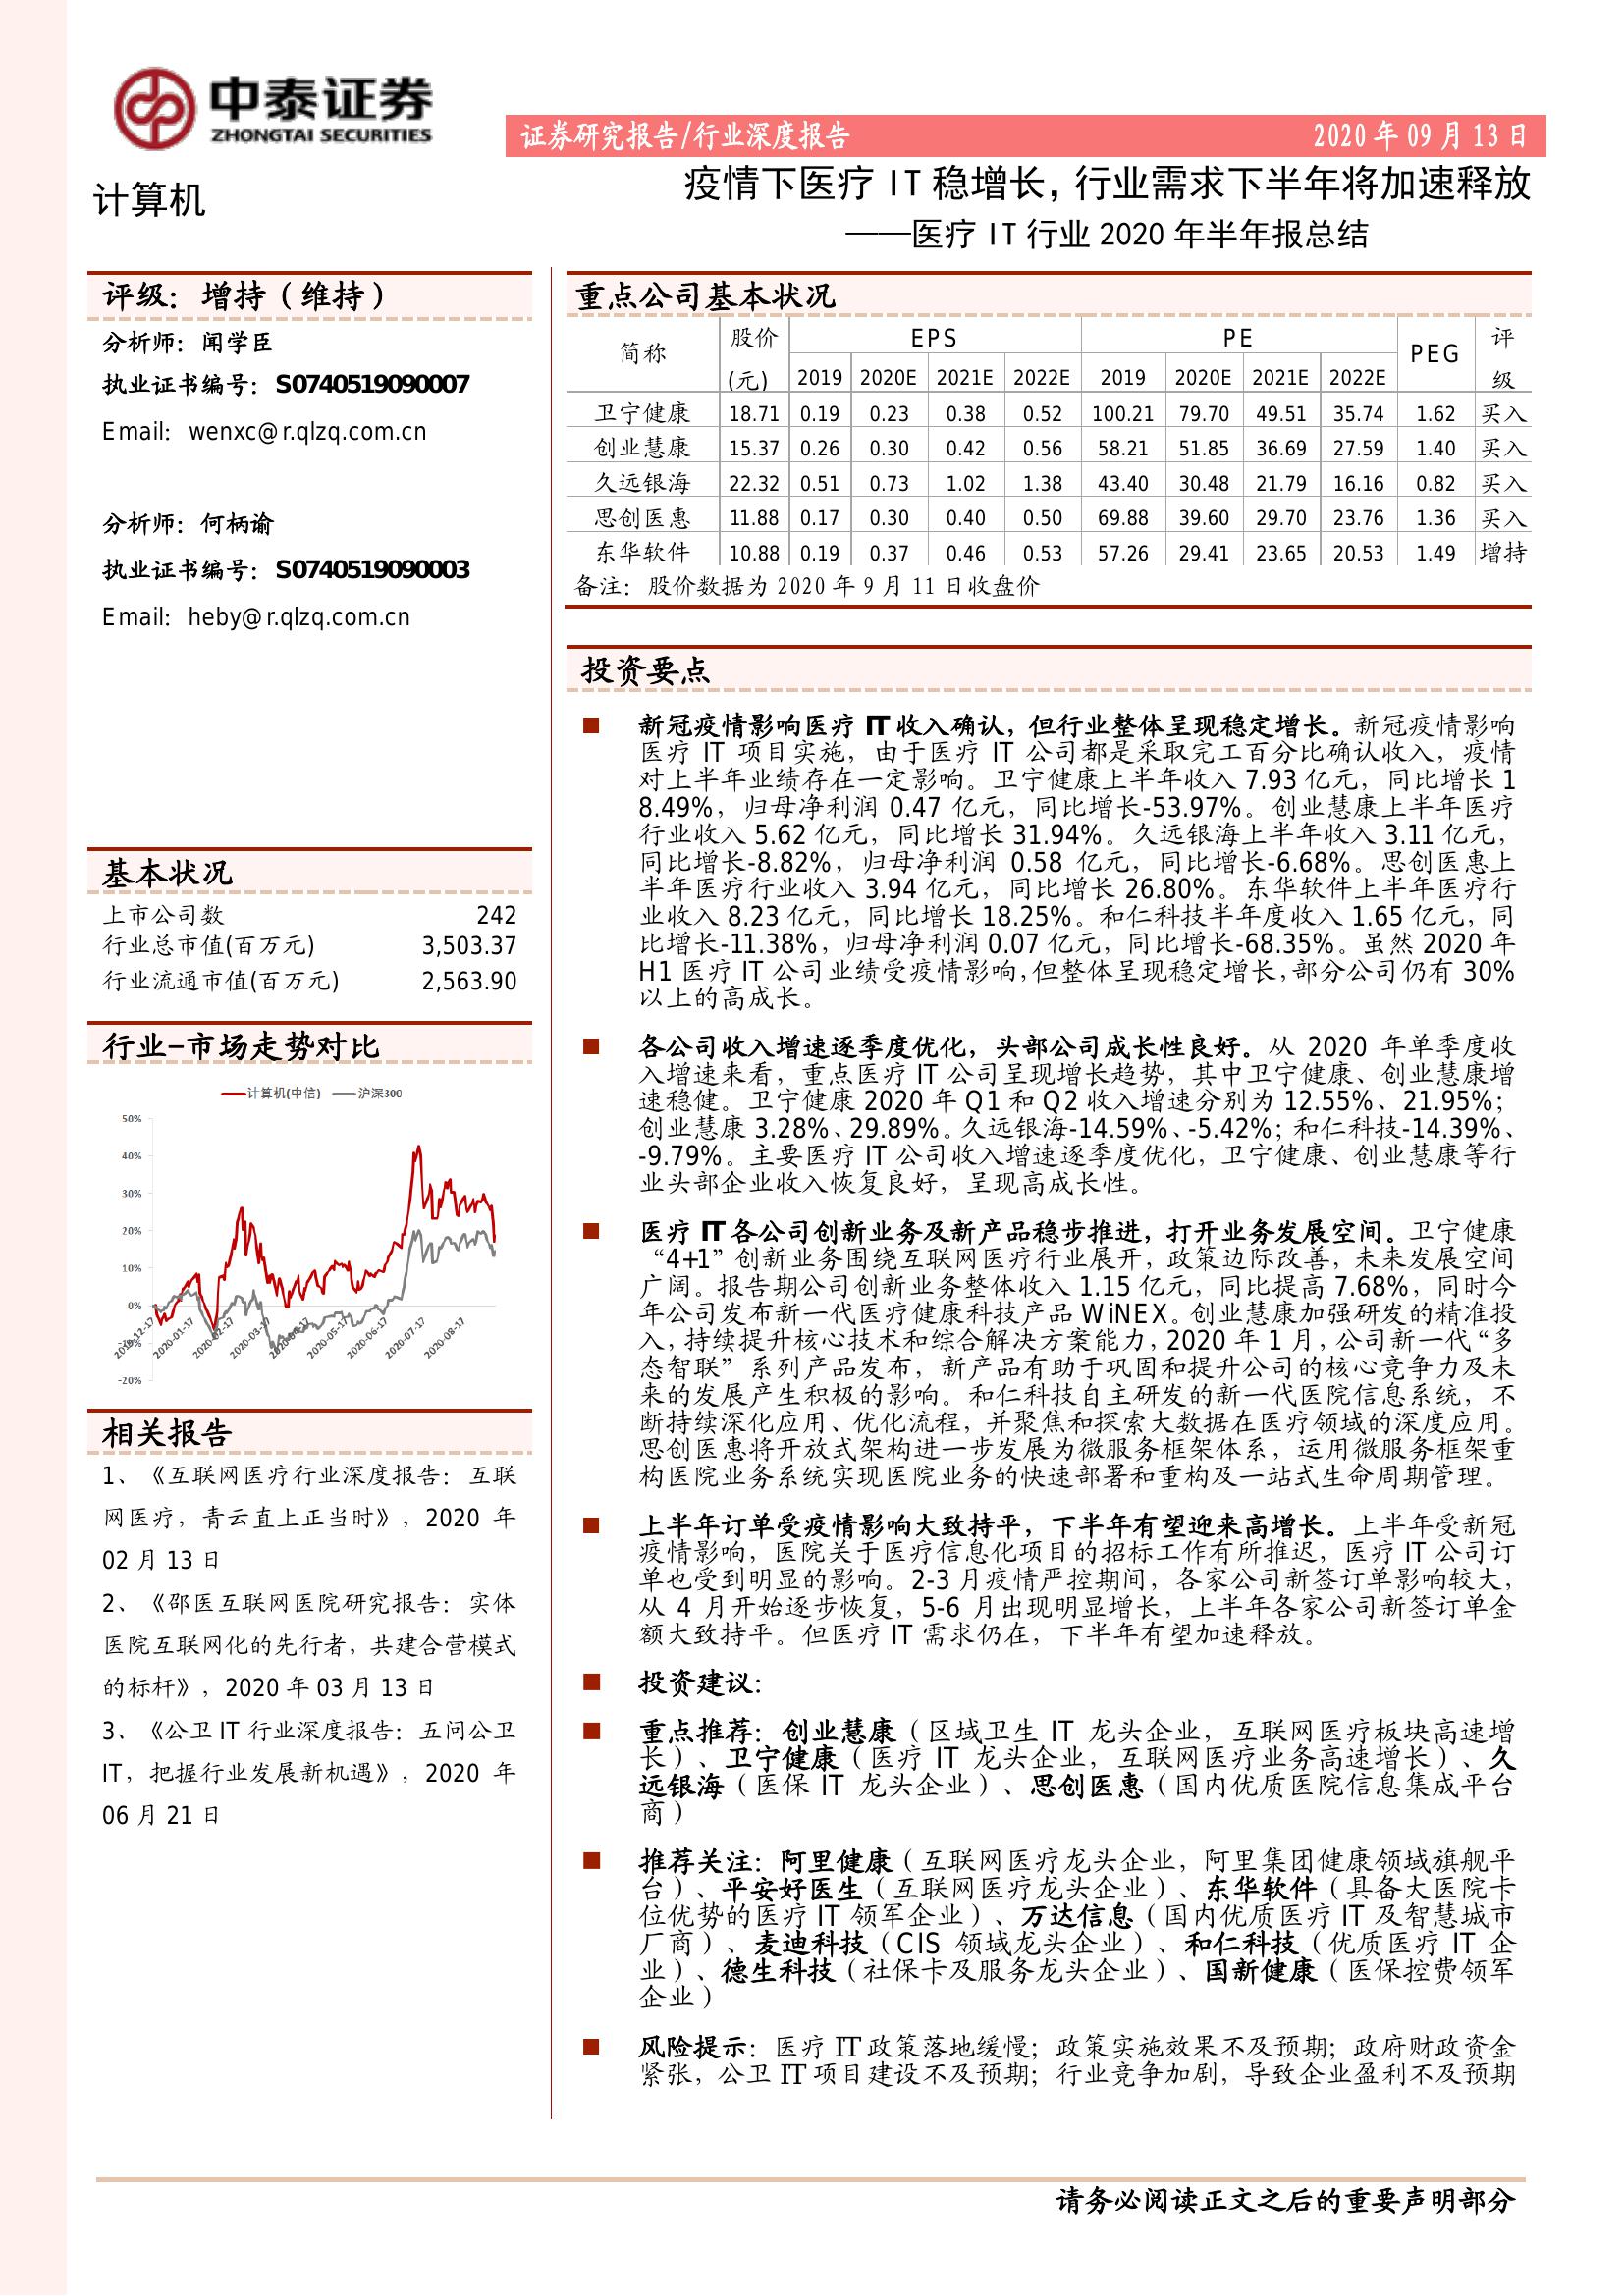 中泰证券
ZHONGTAI SECURITIES
证券研究报告/行业深度报告 2020 年 09 月 13 日
计算机
疫情下医疗 IT 稳增长，行业需求下半年将加速释放
——医疗 IT 行业 2020 年半年报总结
评级：增持（维持）
分析师：闻学臣
执业证书编号：S0740519090007
Email：wenxc@r.qlzq.com.cn
分析师：何柄谕
执业证书编号：S0740519090003
Email：heby@r.qlzq.com.cn
基本状况
上市公司数 242
行业总市值(百万元) 3,503.37
行业流通市值(百万元) 2,563.90
行业-市场走势对比
计算机(中信) 沪深300
50%
40%
30%
20%
10%
0%
-10%
-20%
2019-12-17 2020-01-17 2020-02-17 2020-03-17 2020-04-17 2020-05-17 2020-06-17 2020-07-17 2020-08-17
相关报告
1、《互联网医疗行业深度报告：互联
网医疗，青云直上正当时》，2020 年
02 月 13 日
2、《邵医互联网医院研究报告：实体
医院互联网化的先行者，共建合营模式
的标杆》，2020 年 03 月 13 日
3、《公卫 IT 行业深度报告：五问公卫
IT，把握行业发展新机遇》，2020 年
06 月 21 日
重点公司基本状况
简称 股价(元) EPS PE PEG 评级
2019 2020E 2021E 2022E 2019 2020E 2021E 2022E
卫宁健康 18.71 0.19 0.23 0.38 0.52 100.21 79.70 49.51 35.74 1.62 买入
创业慧康 15.37 0.26 0.30 0.42 0.56 58.21 51.85 36.69 27.59 1.40 买入
久远银海 22.32 0.51 0.73 1.02 1.38 43.40 30.48 21.79 16.16 0.82 买入
思创医惠 11.88 0.17 0.30 0.40 0.50 69.88 39.60 29.70 23.76 1.36 买入
东华软件 10.88 0.19 0.37 0.46 0.53 57.26 29.41 23.65 20.53 1.49 增持
备注：股价数据为 2020 年 9 月 11 日收盘价
投资要点
新冠疫情影响医疗 IT 收入确认，但行业整体呈现稳定增长。新冠疫情影响
医疗 IT 项目实施，由于医疗 IT 公司都是采取完工百分比确认收入，疫情
对上半年业绩存在一定影响。卫宁健康上半年收入 7.93 亿元，同比增长 1
8.49%，归母净利润 0.47 亿元，同比增长-53.97%。创业慧康上半年医疗
行业收入 5.62 亿元，同比增长 31.94%。久远银海上半年收入 3.11 亿元，
同比增长-8.82%，归母净利润 0.58 亿元，同比增长-6.68%。思创医惠上
半年医疗行业收入 3.94 亿元，同比增长 26.80%。东华软件上半年医疗行
业收入 8.23 亿元，同比增长 18.25%。和仁科技半年度收入 1.65 亿元，同
比增长-11.38%，归母净利润 0.07 亿元，同比增长-68.35%。虽然 2020 年
H1 医疗 IT 公司业绩受疫情影响，但整体呈现稳定增长，部分公司仍有 30%
以上的高成长。
各公司收入增速逐季度优化，头部公司成长性良好。从 2020 年单季度收
入增速来看，重点医疗 IT 公司呈现增长趋势，其中卫宁健康、创业慧康增
速稳健。卫宁健康 2020 年 Q1 和 Q2 收入增速分别为 12.55%、21.95%；
创业慧康 3.28%、29.89%。久远银海-14.59%、-5.42%；和仁科技-14.39%、
-9.79%。主要医疗 IT 公司收入增速逐季度优化，卫宁健康、创业慧康等行
业头部企业收入恢复良好，呈现高成长性。
医疗 IT 各公司创新业务及新产品稳步推进，打开业务发展空间。卫宁健康
“4+1”创新业务围绕互联网医疗行业展开，政策边际改善，未来发展空间
广阔。报告期公司创新业务整体收入 1.15 亿元，同比提高 7.68%，同时今
年公司发布新一代医疗健康科技产品 WiNEX。创业慧康加强研发的精准投
入，持续提升核心技术和综合解决方案能力，2020 年 1 月，公司新一代“多
态智联”系列产品发布，新产品有助于巩固和提升公司的核心竞争力及未
来的发展产生积极的影响。和仁科技自主研发的新一代医院信息系统，不
断持续深化应用、优化流程，并聚焦和探索大数据在医疗领域的深度应用。
思创医惠将开放式架构进一步发展为微服务框架体系，运用微服务框架重
构医院业务系统实现医院业务的快速部署和重构及一站式生命周期管理。
上半年订单受疫情影响大致持平，下半年有望迎来高增长。上半年受新冠
疫情影响，医院关于医疗信息化项目的招标工作有所推迟，医疗 IT 公司订
单也受到明显的影响。2-3 月疫情严控期间，各家公司新签订单影响较大，
从 4 月开始逐步恢复，5-6 月出现明显增长，上半年各家公司新签订单金
额大致持平。但医疗 IT 需求仍在，下半年有望加速释放。
投资建议：
重点推荐：创业慧康（区域卫生 IT 龙头企业，互联网医疗板块高速增
长）、卫宁健康（医疗 IT 龙头企业，互联网医疗业务高速增长）、久
远银海（医保 IT 龙头企业）、思创医惠（国内优质医院信息集成平台
商）
推荐关注：阿里健康（互联网医疗龙头企业，阿里集团健康领域旗舰平
台）、平安好医生（互联网医疗龙头企业）、东华软件（具备大医院卡
位优势的医疗 IT 领军企业）、万达信息（国内优质医疗 IT 及智慧城市
厂商）、麦迪科技（CIS 领域龙头企业）、和仁科技（优质医疗 IT 企
业）、德生科技（社保卡及服务龙头企业）、国新健康（医保控费领军
企业）
风险提示：医疗 IT 政策落地缓慢；政策实施效果不及预期；政府财政资金
紧张，公卫 IT 项目建设不及预期；行业竞争加剧，导致企业盈利不及预期
请务必阅读正文之后的重要声明部分